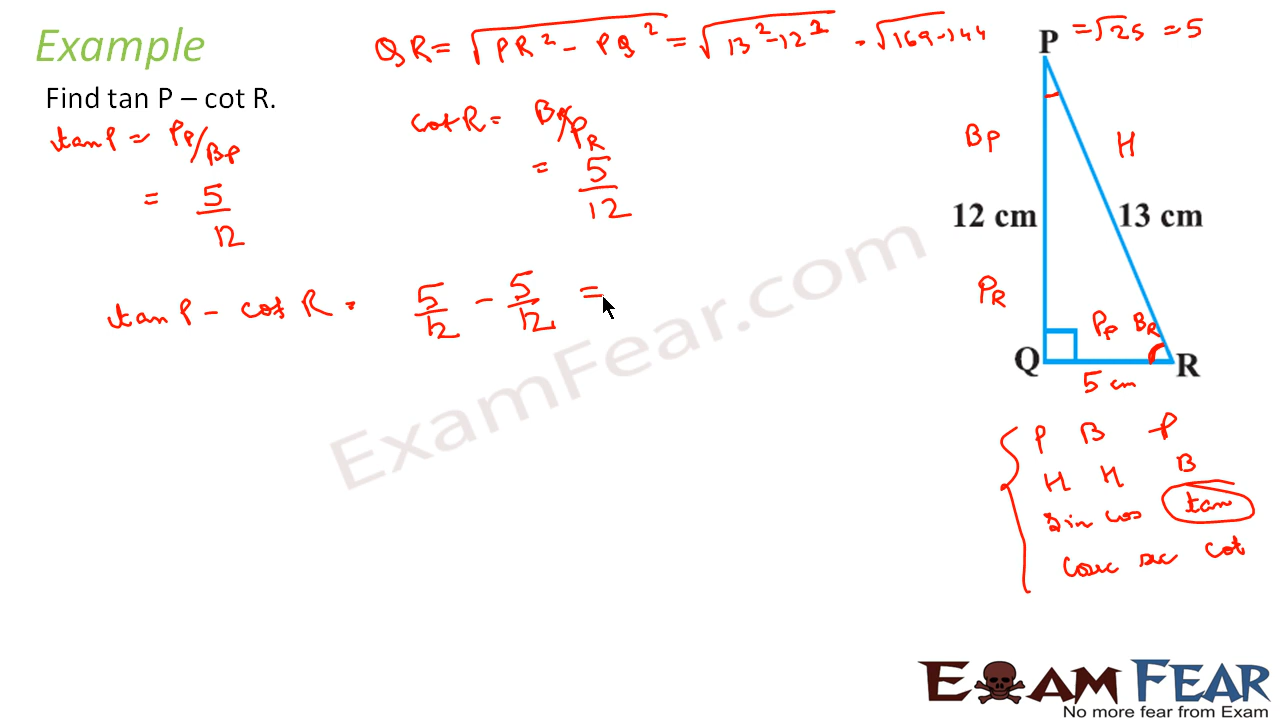 Example
QR = √PR² − PQ² = √13² − 12² = √169 − 144 = √25 = 5
Find tan P – cot R.
tan P = P_P/B_P
= 5/12
cot R = B_R/P_R
= 5/12
tan P − cot R = 5/12 − 5/12 =
P
B_P
H
12 cm
13 cm
P_R
P_P
B_R
Q
R
5 cm
P B P
H H B
sin cos tan
cosec sec cot
ExamFear.com
EXAM FEAR
No more fear from Exam